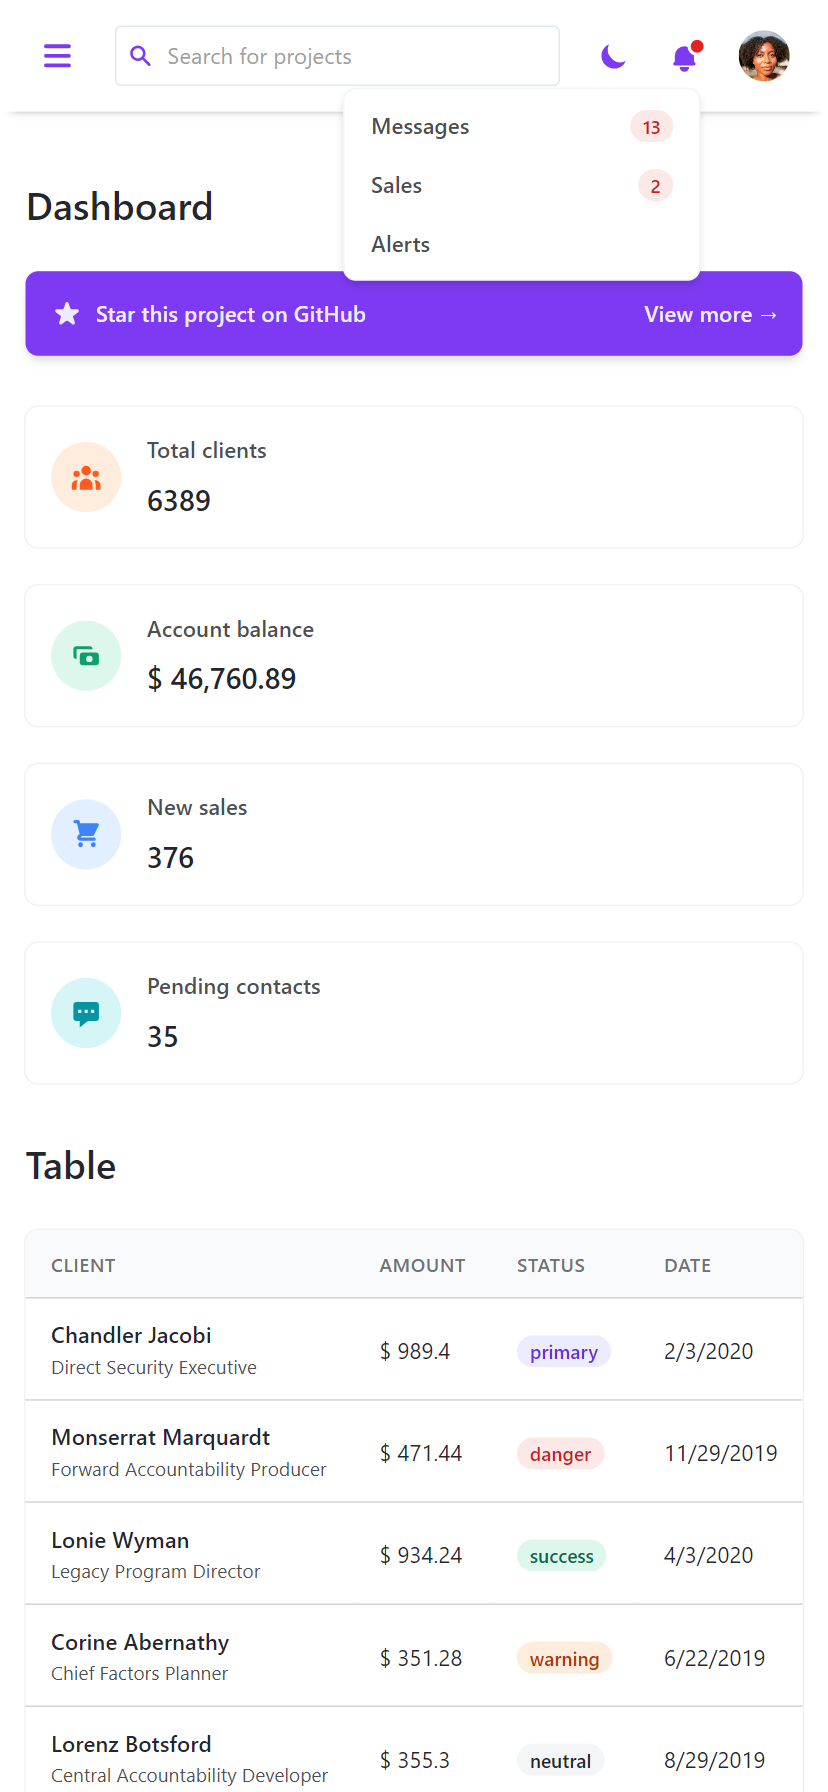 Search for projects
Messages 13
Sales 2
Alerts
Dashboard
Star this project on GitHub View more →
Total clients
6389
Account balance
$ 46,760.89
New sales
376
Pending contacts
35
Table
CLIENT AMOUNT STATUS DATE
Chandler Jacobi
Direct Security Executive
$ 989.4 primary 2/3/2020
Monserrat Marquardt
Forward Accountability Producer
$ 471.44 danger 11/29/2019
Lonie Wyman
Legacy Program Director
$ 934.24 success 4/3/2020
Corine Abernathy
Chief Factors Planner
$ 351.28 warning 6/22/2019
Lorenz Botsford
Central Accountability Developer
$ 355.3 neutral 8/29/2019